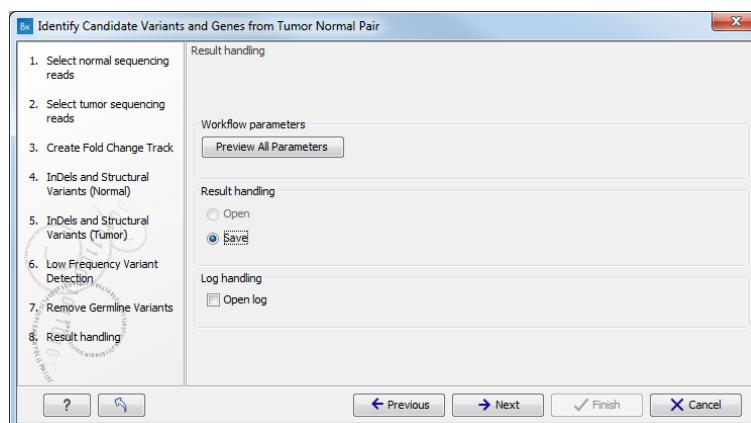 Bx Identify Candidate Variants and Genes from Tumor Normal Pair
1. Select normal sequencing
reads
2. Select tumor sequencing
reads
3. Create Fold Change Track
4. InDels and Structural
Variants (Normal)
5. InDels and Structural
Variants (Tumor)
6. Low Frequency Variant
Detection
7. Remove Germline Variants
8. Result handling
Result handling
Workflow parameters
Preview All Parameters
Result handling
Open
Save
Log handling
Open log
?
Previous
Next
Finish
Cancel